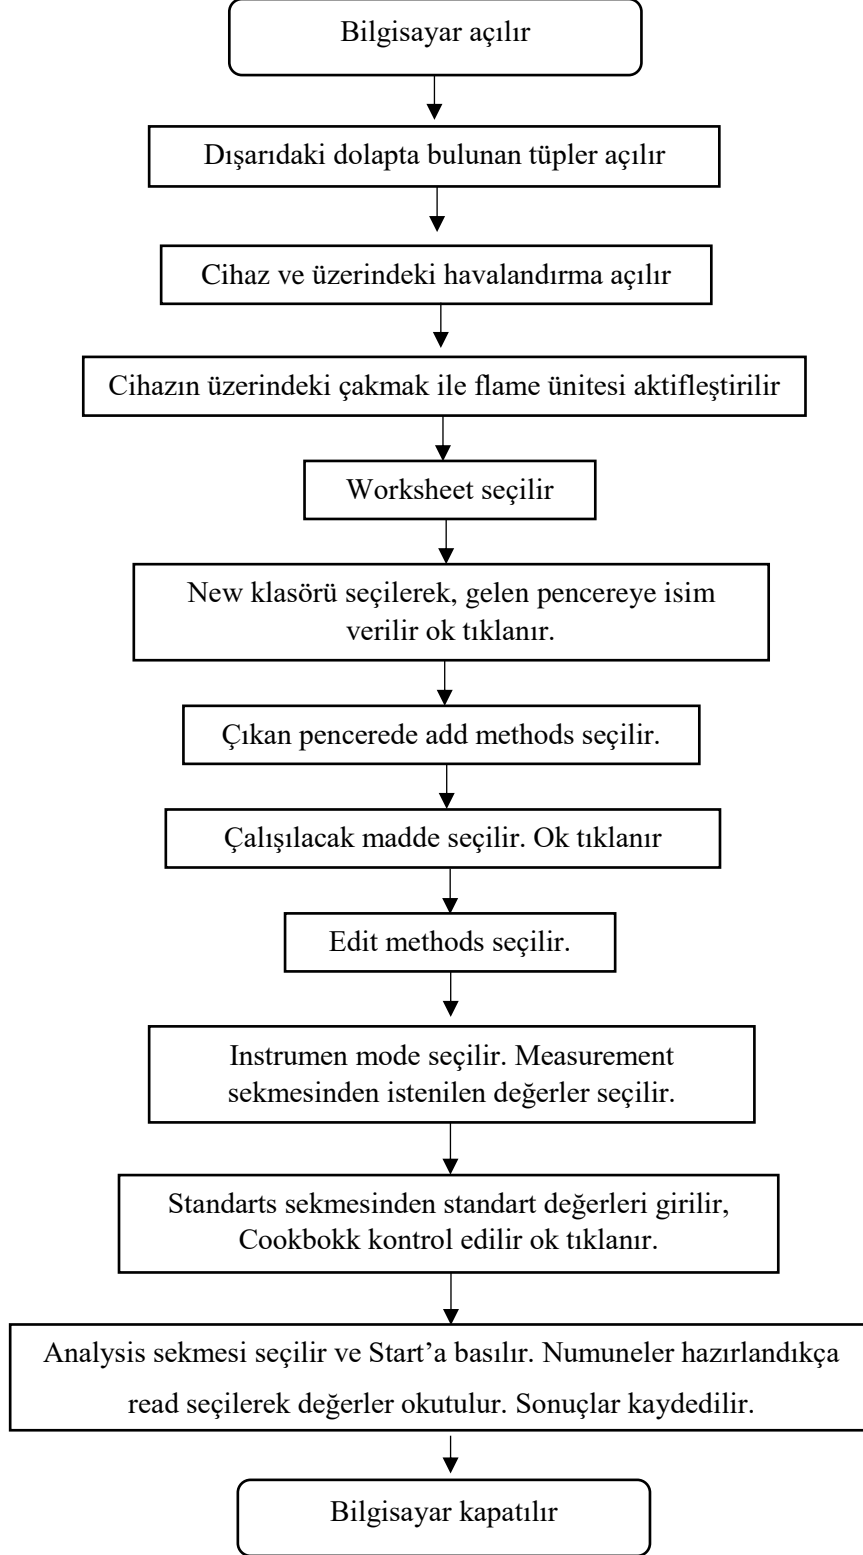 Bilgisayar açılır
Dışarıdaki dolapta bulunan tüpler açılır
Cihaz ve üzerindeki havalandırma açılır
Cihazın üzerindeki çakmak ile flame ünitesi aktifleştirilir
Worksheet seçilir
New klasörü seçilerek, gelen pencereye isim
verilir ok tıklanır.
Çıkan pencerede add methods seçilir.
Çalışılacak madde seçilir. Ok tıklanır
Edit methods seçilir.
Instrumen mode seçilir. Measurement
sekmesinden istenilen değerler seçilir.
Standarts sekmesinden standart değerleri girilir,
Cookbokk kontrol edilir ok tıklanır.
Analysis sekmesi seçilir ve Start’a basılır. Numuneler hazırlandıkça
read seçilerek değerler okutulur. Sonuçlar kaydedilir.
Bilgisayar kapatılır